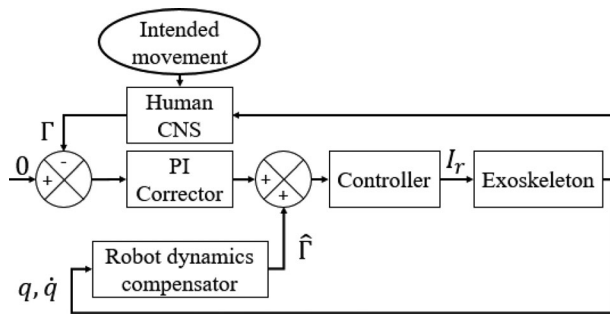 Intended
movement
Human
CNS
Γ
0
-
+
PI
Corrector
+
+
Controller
I_r
Exoskeleton
Γ̂
Robot dynamics
compensator
q, q̇